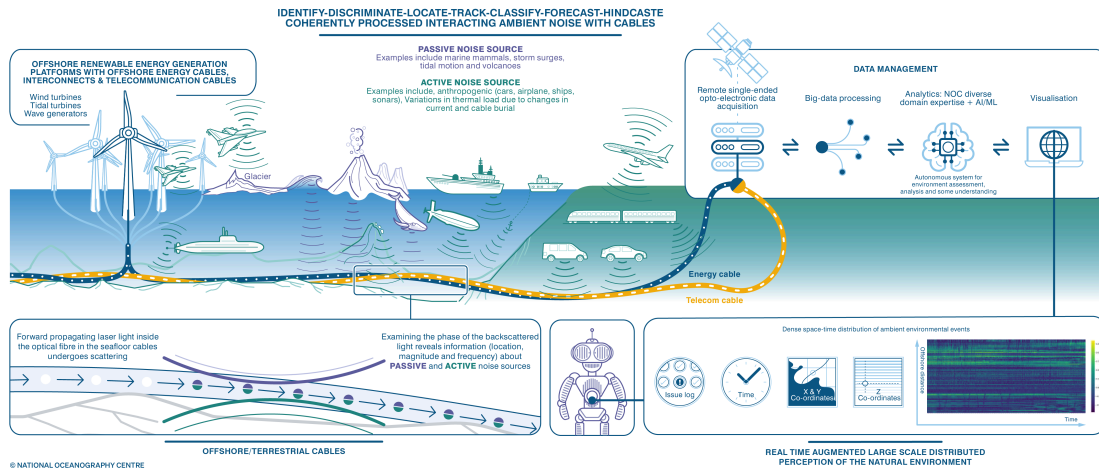 IDENTIFY-DISCRIMINATE-LOCATE-TRACK-CLASSIFY-FORECAST-HINDCASTE
COHERENTLY PROCESSED INTERACTING AMBIENT NOISE WITH CABLES
OFFSHORE RENEWABLE ENERGY GENERATION
PLATFORMS WITH OFFSHORE ENERGY CABLES,
INTERCONNECTS & TELECOMMUNICATION CABLES
Wind turbines
Tidal turbines
Wave generators
PASSIVE NOISE SOURCE
Examples include marine mammals, storm surges,
tidal motion and volcanoes
ACTIVE NOISE SOURCE
Examples include, anthropogenic (cars, airplane, ships,
sonars), Variations in thermal load due to changes in
current and cable burial
DATA MANAGEMENT
Remote single-ended
opto-electronic data
acquisition
Big-data processing
Analytics: NOC diverse
domain expertise + AI/ML
Visualisation
Autonomous system for
environment assessment,
analysis and some understanding
Glacier
Energy cable
Telecom cable
Forward propagating laser light inside
the optical fibre in the seafloor cables
undergoes scattering
Examining the phase of the backscattered
light reveals information (location,
magnitude and frequency) about
PASSIVE and ACTIVE noise sources
Dense space-time distribution of ambient environmental events
Issue log
Time
X & Y
Co-ordinates
Z
Co-ordinates
Offshore distance
Time
OFFSHORE/TERRESTRIAL CABLES
REAL TIME AUGMENTED LARGE SCALE DISTRIBUTED
PERCEPTION OF THE NATURAL ENVIRONMENT
© NATIONAL OCEANOGRAPHY CENTRE